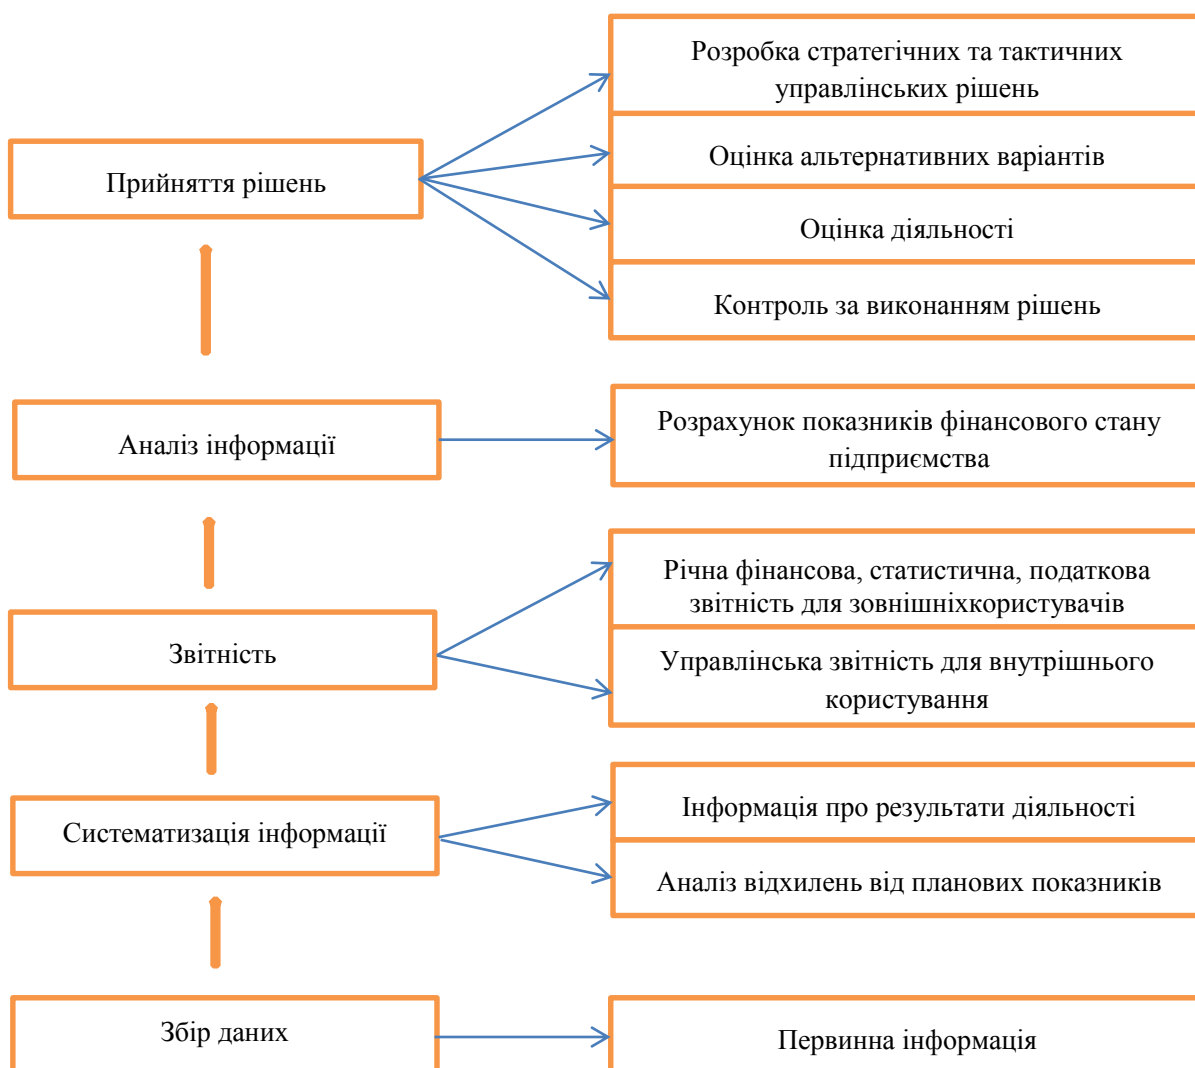 Розробка стратегічних та тактичних
управлінських рішень
Прийняття рішень
Оцінка альтернативних варіантів
Оцінка діяльності
Контроль за виконанням рішень
Аналіз інформації
Розрахунок показників фінансового стану
підприємства
Звітність
Річна фінансова, статистична, податкова
звітність для зовнішніхкористувачів
Управлінська звітність для внутрішнього
користування
Систематизація інформації
Інформація про результати діяльності
Аналіз відхилень від планових показників
Збір даних
Первинна інформація